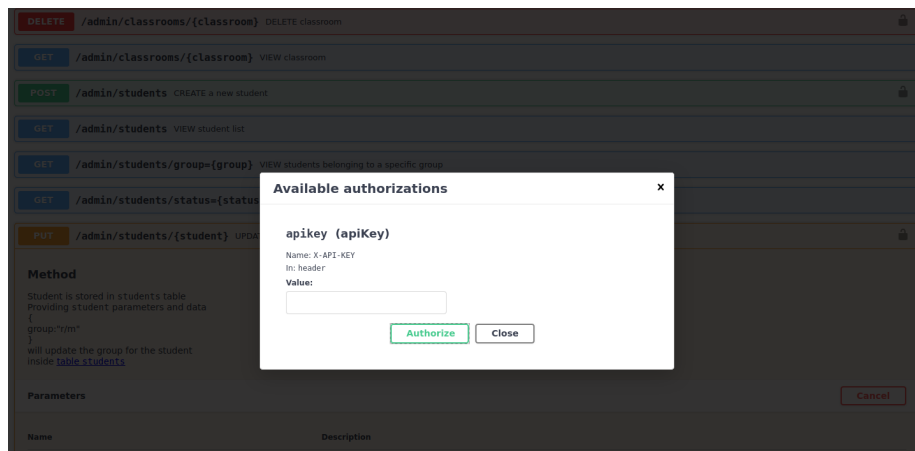 DELETE /admin/classrooms/{classroom} DELETE classroom
GET /admin/classrooms/{classroom} VIEW classroom
POST /admin/students CREATE a new student
GET /admin/students VIEW student list
GET /admin/students/group={group} VIEW students belonging to a specific group
GET /admin/students/status={status
PUT /admin/students/{student} UPDA
Available authorizations
x
apikey (apiKey)
Name: X-API-KEY
In: header
Value:
Authorize Close
Method
Student is stored in students table
Providing student parameters and data
{
group:"r/m"
}
will update the group for the student
inside table students
Parameters Cancel
Name Description